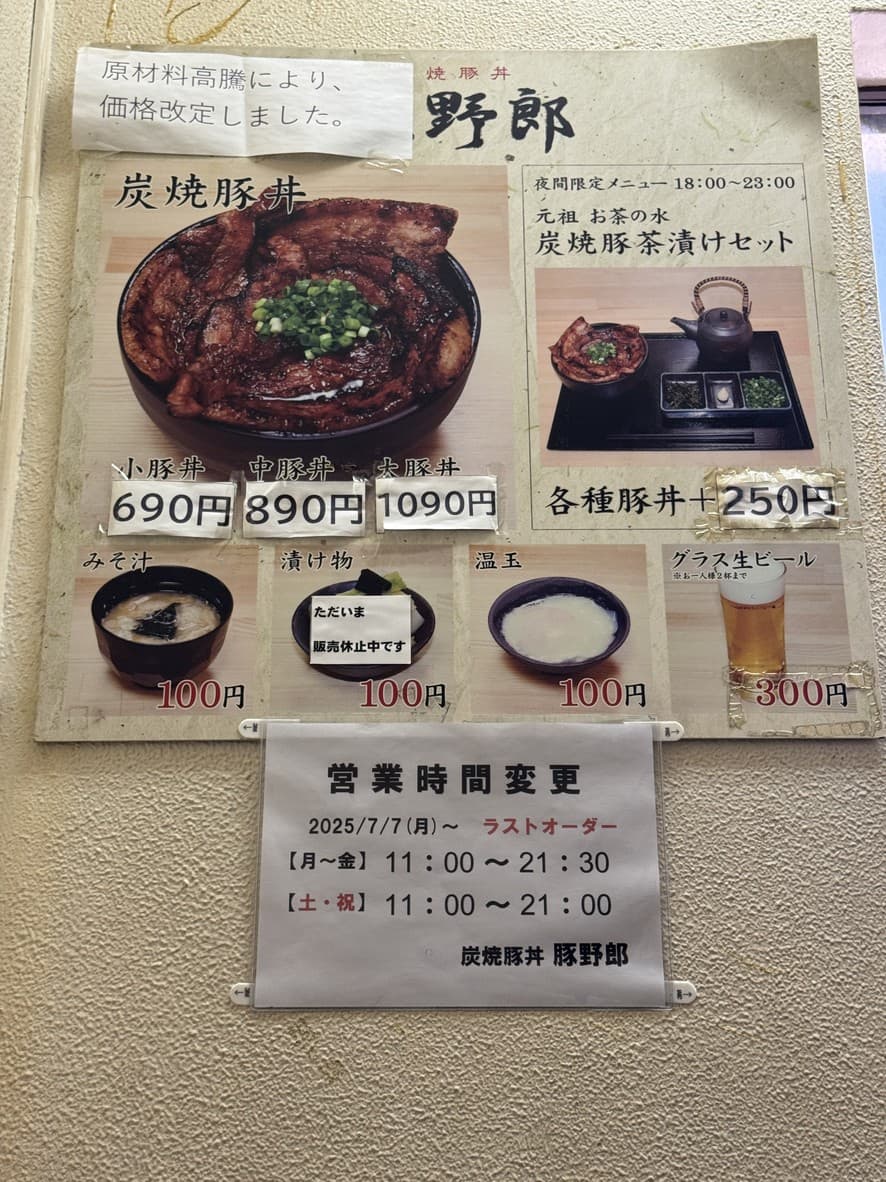 原材料高騰により、
価格改定しました。
焼豚丼
野郎
炭焼豚丼
小豚丼 中豚丼 大豚丼
690円 890円 1090円
夜間限定メニュー 18:00〜23:00
元祖 お茶の水
炭焼豚茶漬けセット
各種豚丼+250円
みそ汁
100円
漬け物
ただいま
販売休止中です
100円
温玉
100円
グラス生ビール
※お一人様2杯まで
300円
営業時間変更
2025/7/7(月)〜 ラストオーダー
【月〜金】 11:00 〜 21:30
【土・祝】 11:00 〜 21:00
炭焼豚丼 豚野郎